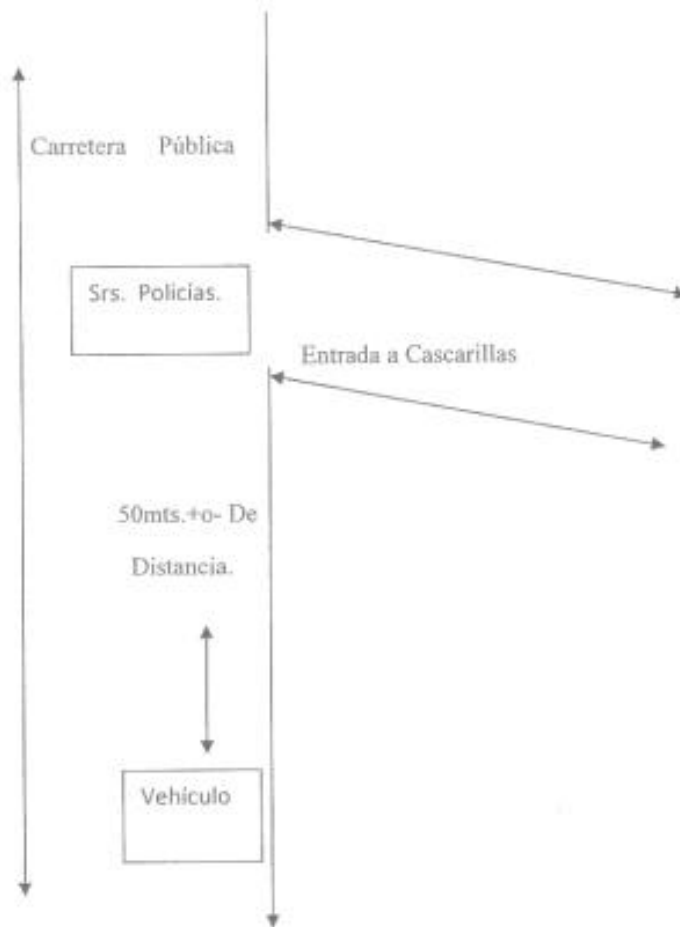 Carretera Pública
Srs. Policías.
Entrada a Cascarillas
50mts.+o- De
Distancia.
Vehículo